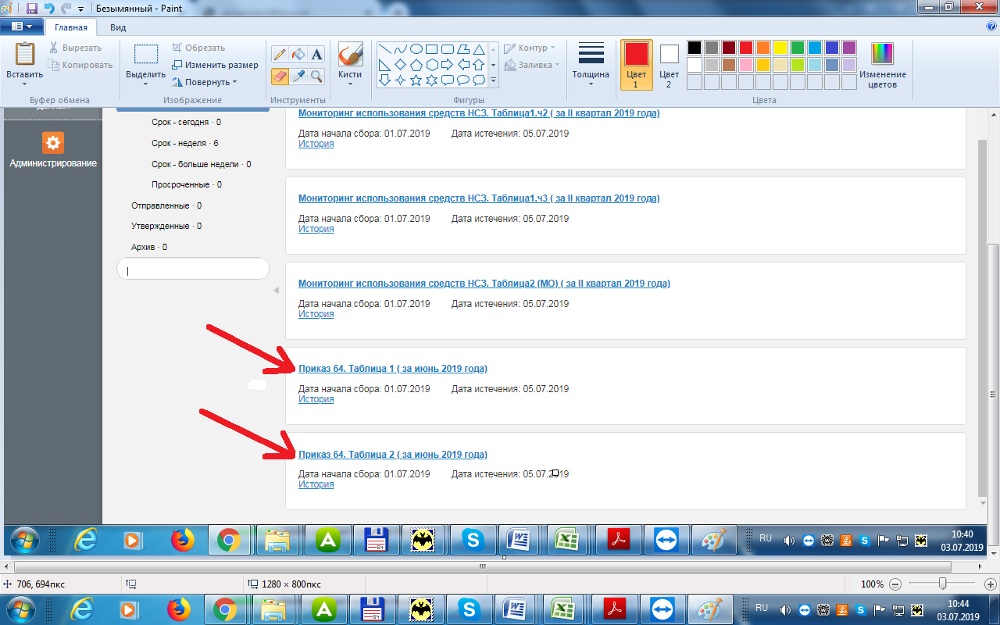 Безымянный - Paint
Главная
Вид
Вставить
Вырезать
Копировать
Буфер обмена
Выделить
Обрезать
Изменить размер
Повернуть
Изображение
A
Инструменты
Кисти
Контур
Заливка
Фигуры
Толщина
Цвет 1
Цвет 2
Цвета
Изменение цветов
Администрирование
Срок - сегодня · 0
Срок - неделя · 6
Срок - больше недели · 0
Просроченные · 0
Отправленные · 0
Утвержденные · 0
Архив · 0
Мониторинг использования средств НСЗ. Таблица1.ч2 ( за II квартал 2019 года)
Дата начала сбора: 01.07.2019 Дата истечения: 05.07.2019
История
Мониторинг использования средств НСЗ. Таблица1.ч3 ( за II квартал 2019 года)
Дата начала сбора: 01.07.2019 Дата истечения: 05.07.2019
История
Мониторинг использования средств НСЗ. Таблица2 (МО) ( за II квартал 2019 года)
Дата начала сбора: 01.07.2019 Дата истечения: 05.07.2019
История
Приказ 64. Таблица 1 ( за июнь 2019 года)
Дата начала сбора: 01.07.2019 Дата истечения: 05.07.2019
История
Приказ 64. Таблица 2 ( за июнь 2019 года)
Дата начала сбора: 01.07.2019 Дата истечения: 05.07.2019
История
64
RU
10:40
03.07.2019
706, 694пкс
1280 × 800пкс
100%
64
RU
10:44
03.07.2019